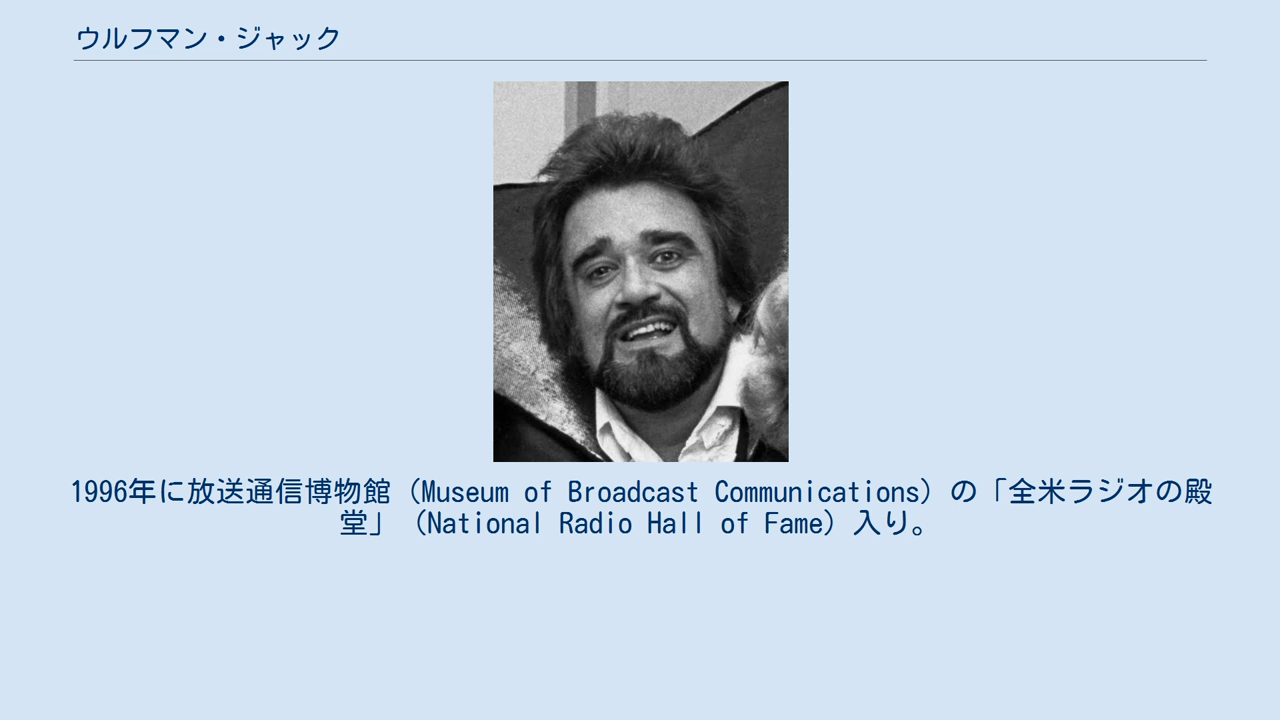 ウルフマン・ジャック
1996年に放送通信博物館（Museum of Broadcast Communications）の「全米ラジオの殿
堂」（National Radio Hall of Fame）入り。